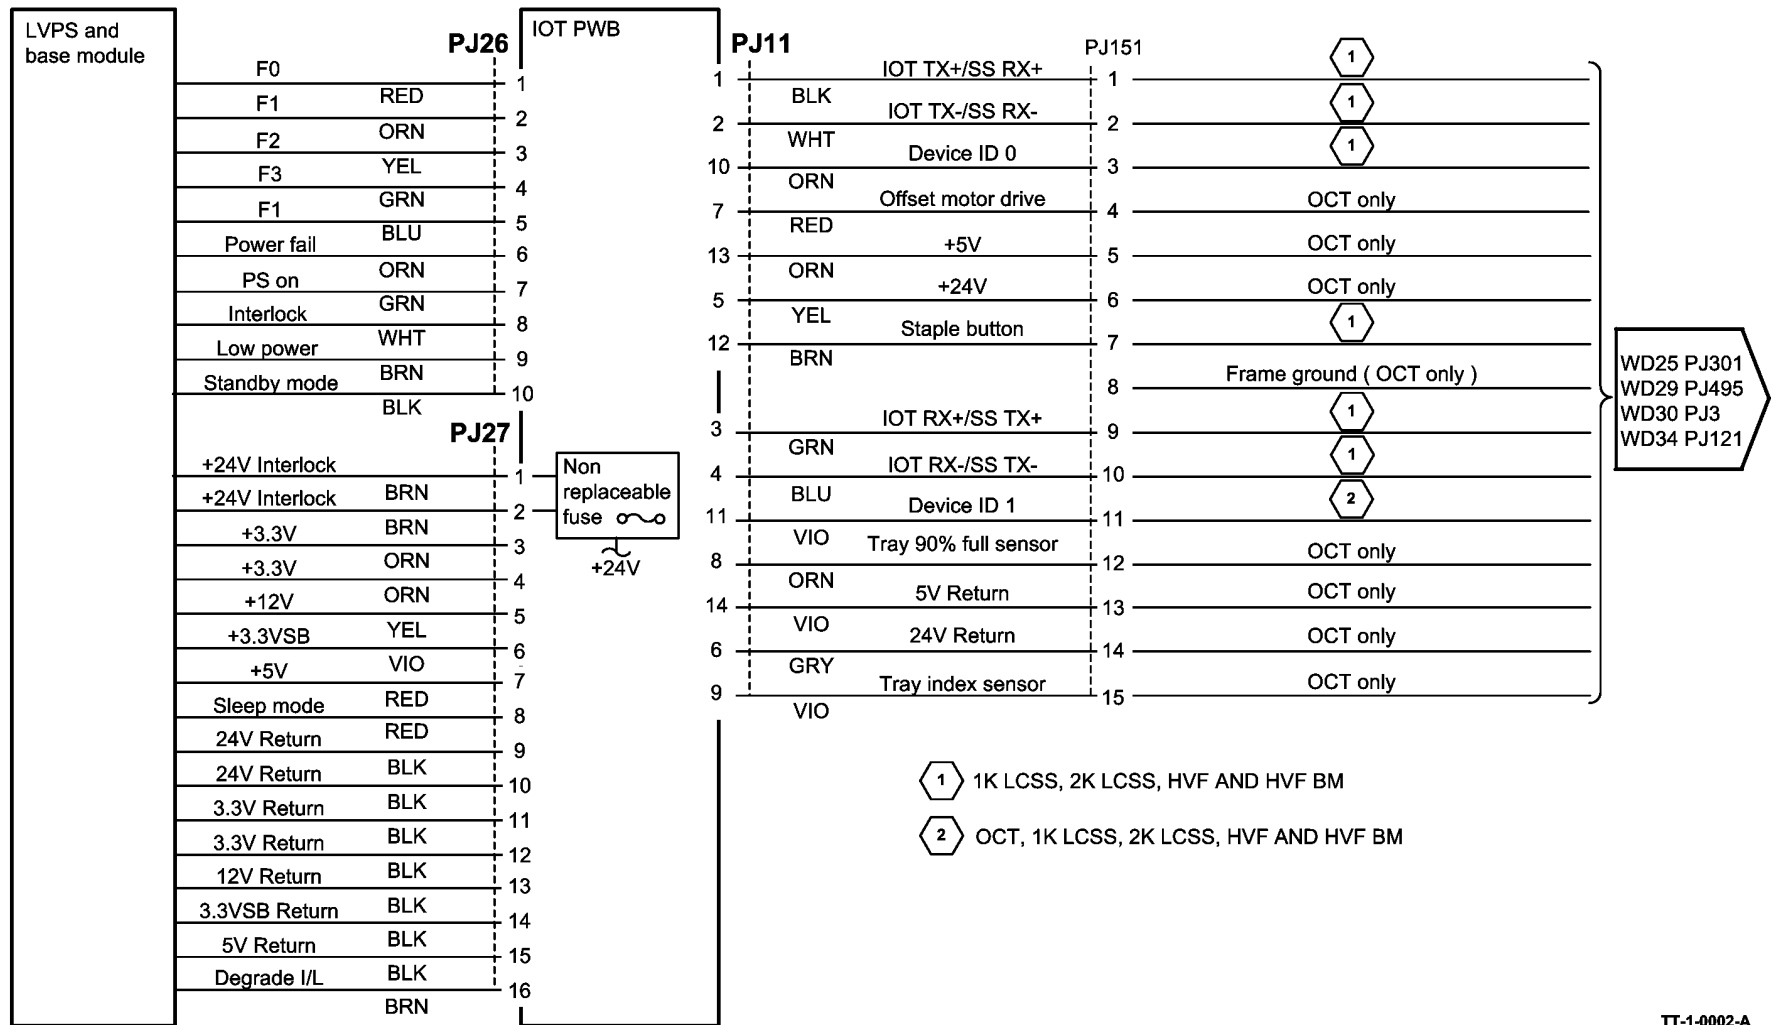 LVPS and
base module
PJ26
IOT PWB
F0
RED
1
F1
ORN
2
F2
YEL
3
F3
GRN
4
F1
BLU
5
Power fail
ORN
6
PS on
GRN
7
Interlock
WHT
8
Low power
BRN
9
Standby mode
BLK
10
PJ27
+24V Interlock
BRN
1
+24V Interlock
BRN
2
+3.3V
ORN
3
+3.3V
ORN
4
+12V
YEL
5
+3.3VSB
VIO
6
+5V
RED
7
Sleep mode
RED
8
24V Return
BLK
9
24V Return
BLK
10
3.3V Return
BLK
11
3.3V Return
BLK
12
12V Return
BLK
13
3.3VSB Return
BLK
14
5V Return
BLK
15
Degrade I/L
BRN
16
Non
replaceable
fuse
+24V
PJ11
PJ151
1 BLK IOT TX+/SS RX+ 1 1
2 WHT IOT TX-/SS RX- 2 1
10 ORN Device ID 0 3 1
7 RED Offset motor drive 4 OCT only
13 ORN +5V 5 OCT only
5 YEL +24V 6 OCT only
12 BRN Staple button 7 1
8 Frame ground ( OCT only )
3 GRN IOT RX+/SS TX+ 9 1
4 BLU IOT RX-/SS TX- 10 1
11 VIO Device ID 1 11 2
8 ORN Tray 90% full sensor 12 OCT only
14 VIO 5V Return 13 OCT only
6 GRY 24V Return 14 OCT only
9 VIO Tray index sensor 15 OCT only
WD25 PJ301
WD29 PJ495
WD30 PJ3
WD34 PJ121
1 1K LCSS, 2K LCSS, HVF AND HVF BM
2 OCT, 1K LCSS, 2K LCSS, HVF AND HVF BM
TT-1-0002-A